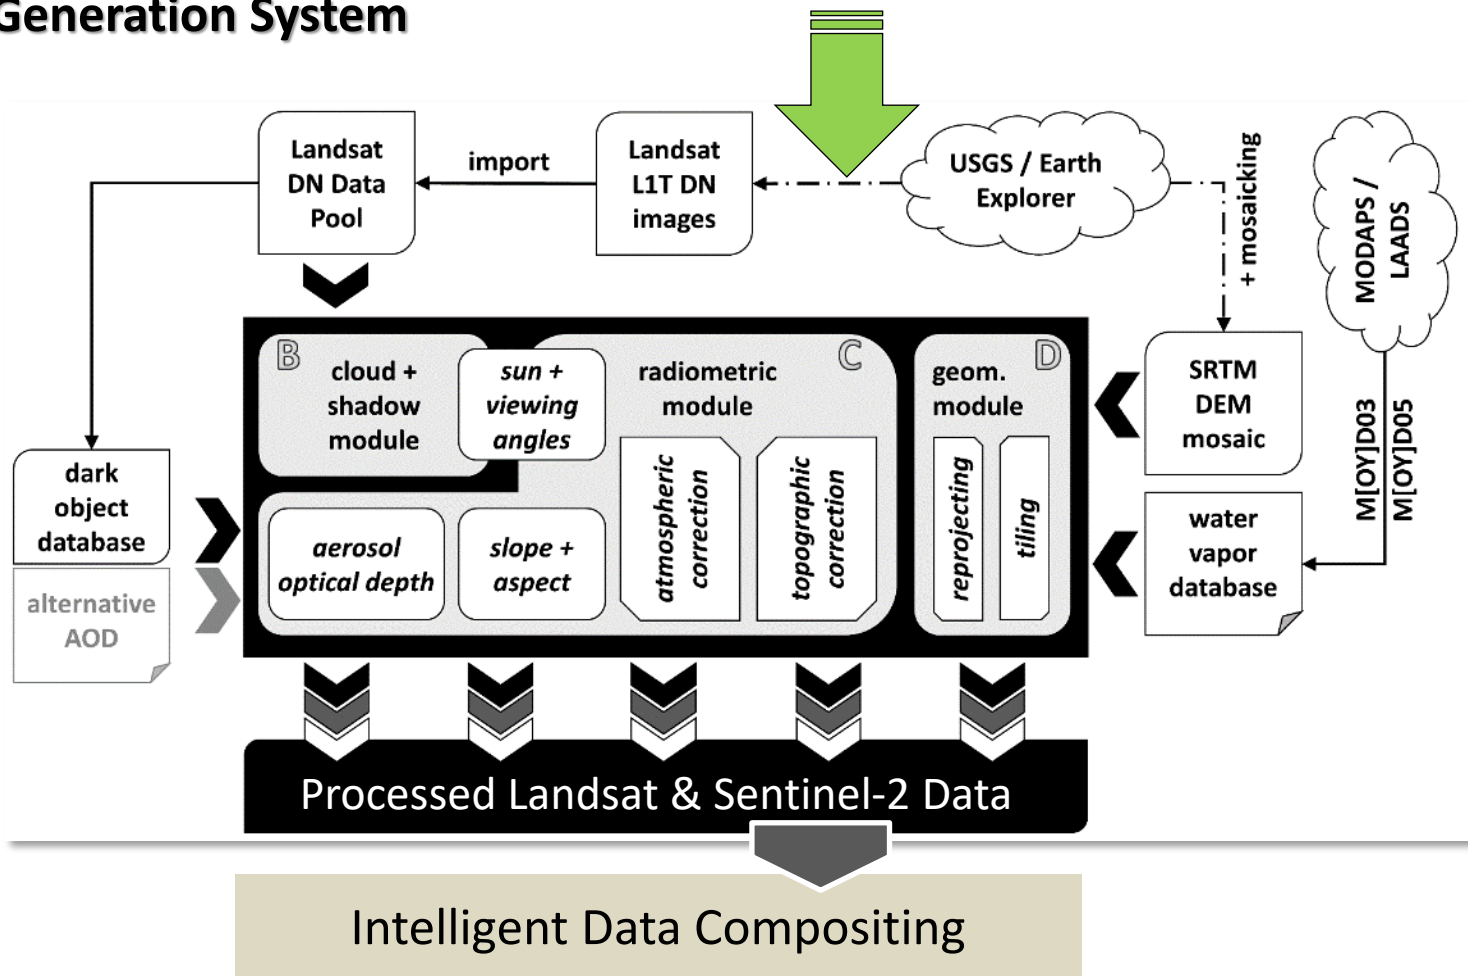 Generation System
Landsat
DN Data
Pool
import
Landsat
L1T DN
images
USGS / Earth
Explorer
+ mosaicking
MODAPS /
LAADS
B
cloud +
shadow
module
sun +
viewing
angles
radiometric
module
C
geom.
module
D
SRTM
DEM
mosaic
M[OY]D03
M[OY]D05
dark
object
database
alternative
AOD
aerosol
optical depth
slope +
aspect
atmospheric
correction
topographic
correction
reprojecting
tiling
water
vapor
database
Processed Landsat & Sentinel-2 Data
Intelligent Data Compositing